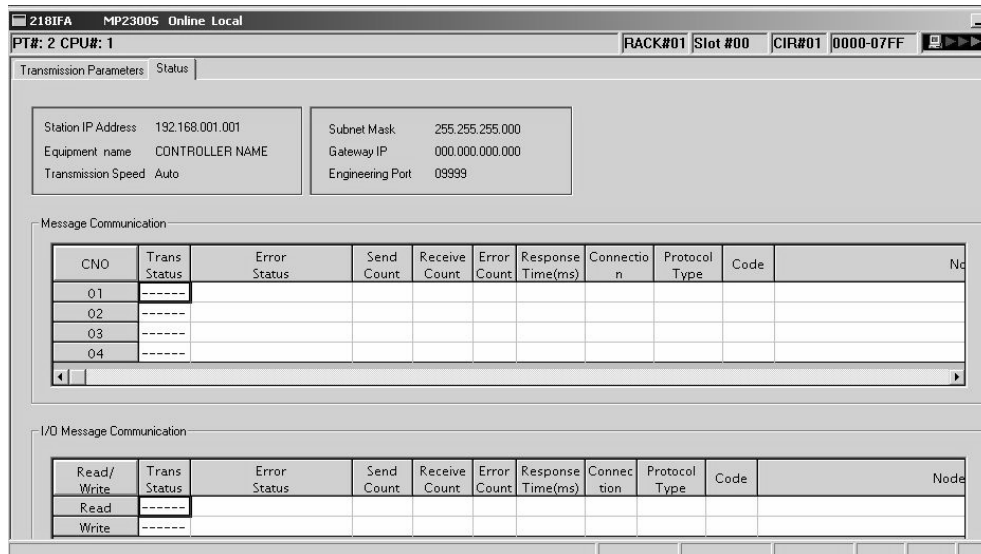 218IFA MP2300S Online Local
PT#: 2 CPU#: 1 RACK#01 Slot #00 CIR#01 0000-07FF
Transmission Parameters Status
Station IP Address 192.168.001.001 Subnet Mask 255.255.255.000
Equipment name CONTROLLER NAME Gateway IP 000.000.000.000
Transmission Speed Auto Engineering Port 09999
Message Communication
CNO Trans Status Error Status Send Count Receive Count Error Count Response Time(ms) Connectio n Protocol Type Code
01 ------
02 ------
03 ------
04 ------
I/O Message Communication
Read/ Write Trans Status Error Status Send Count Receive Count Error Count Response Time(ms) Connec tion Protocol Type Code Node
Read ------
Write ------